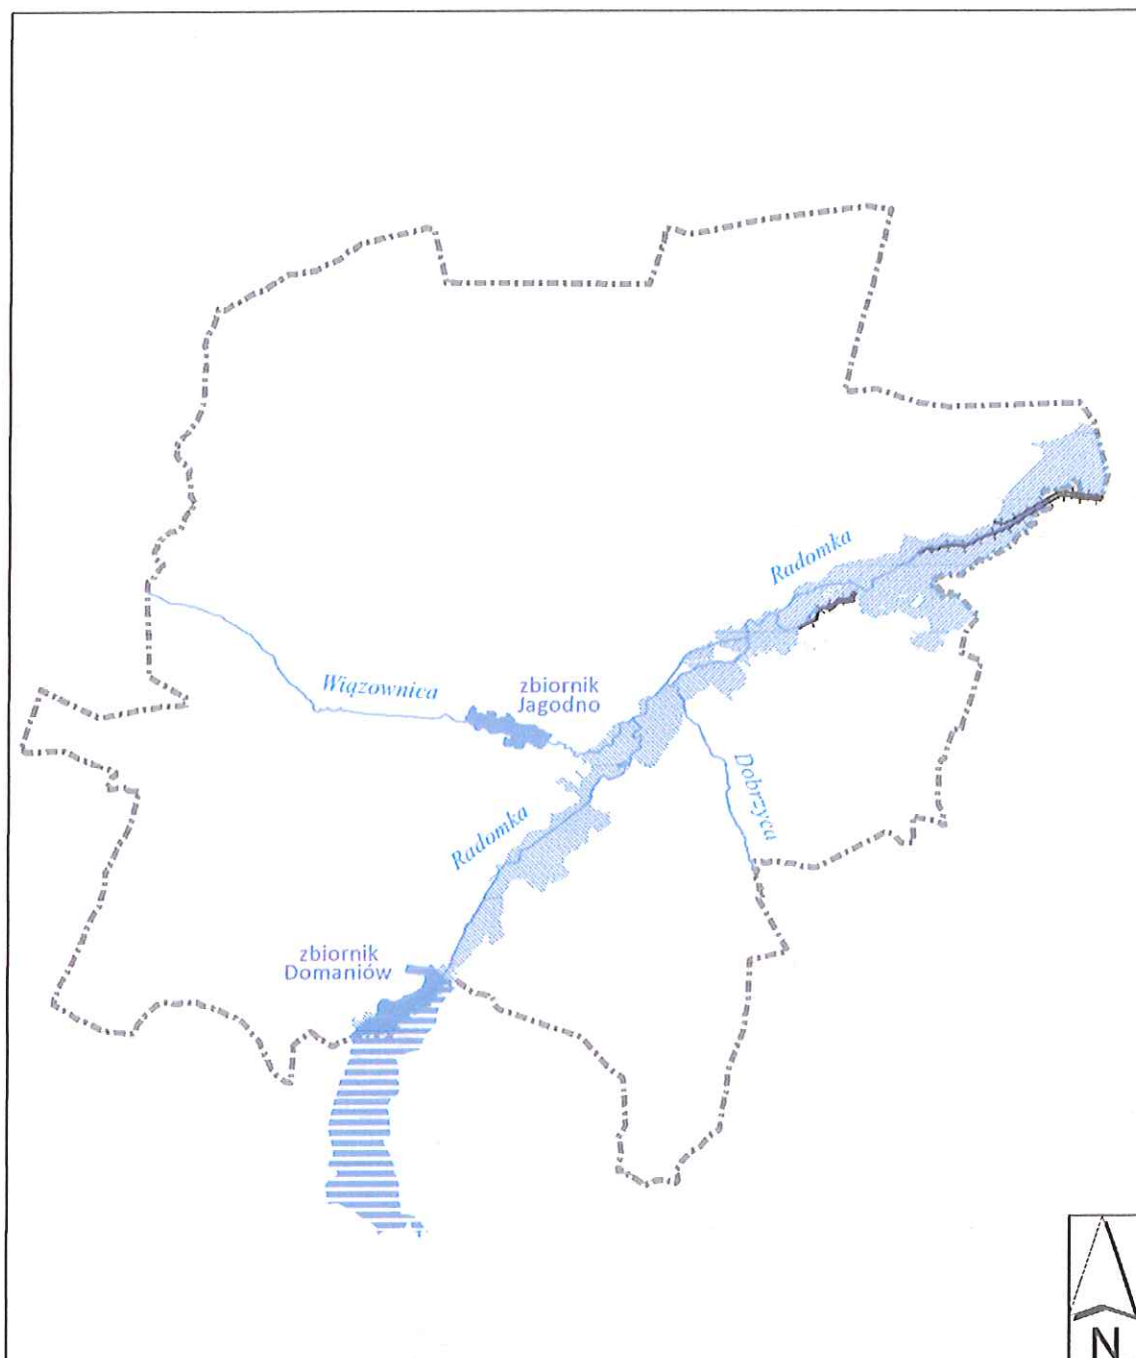 Radomka
Wiązownica
zbiornik
Jagodno
Dobrzyca
Radomka
zbiornik
Domaniów
N